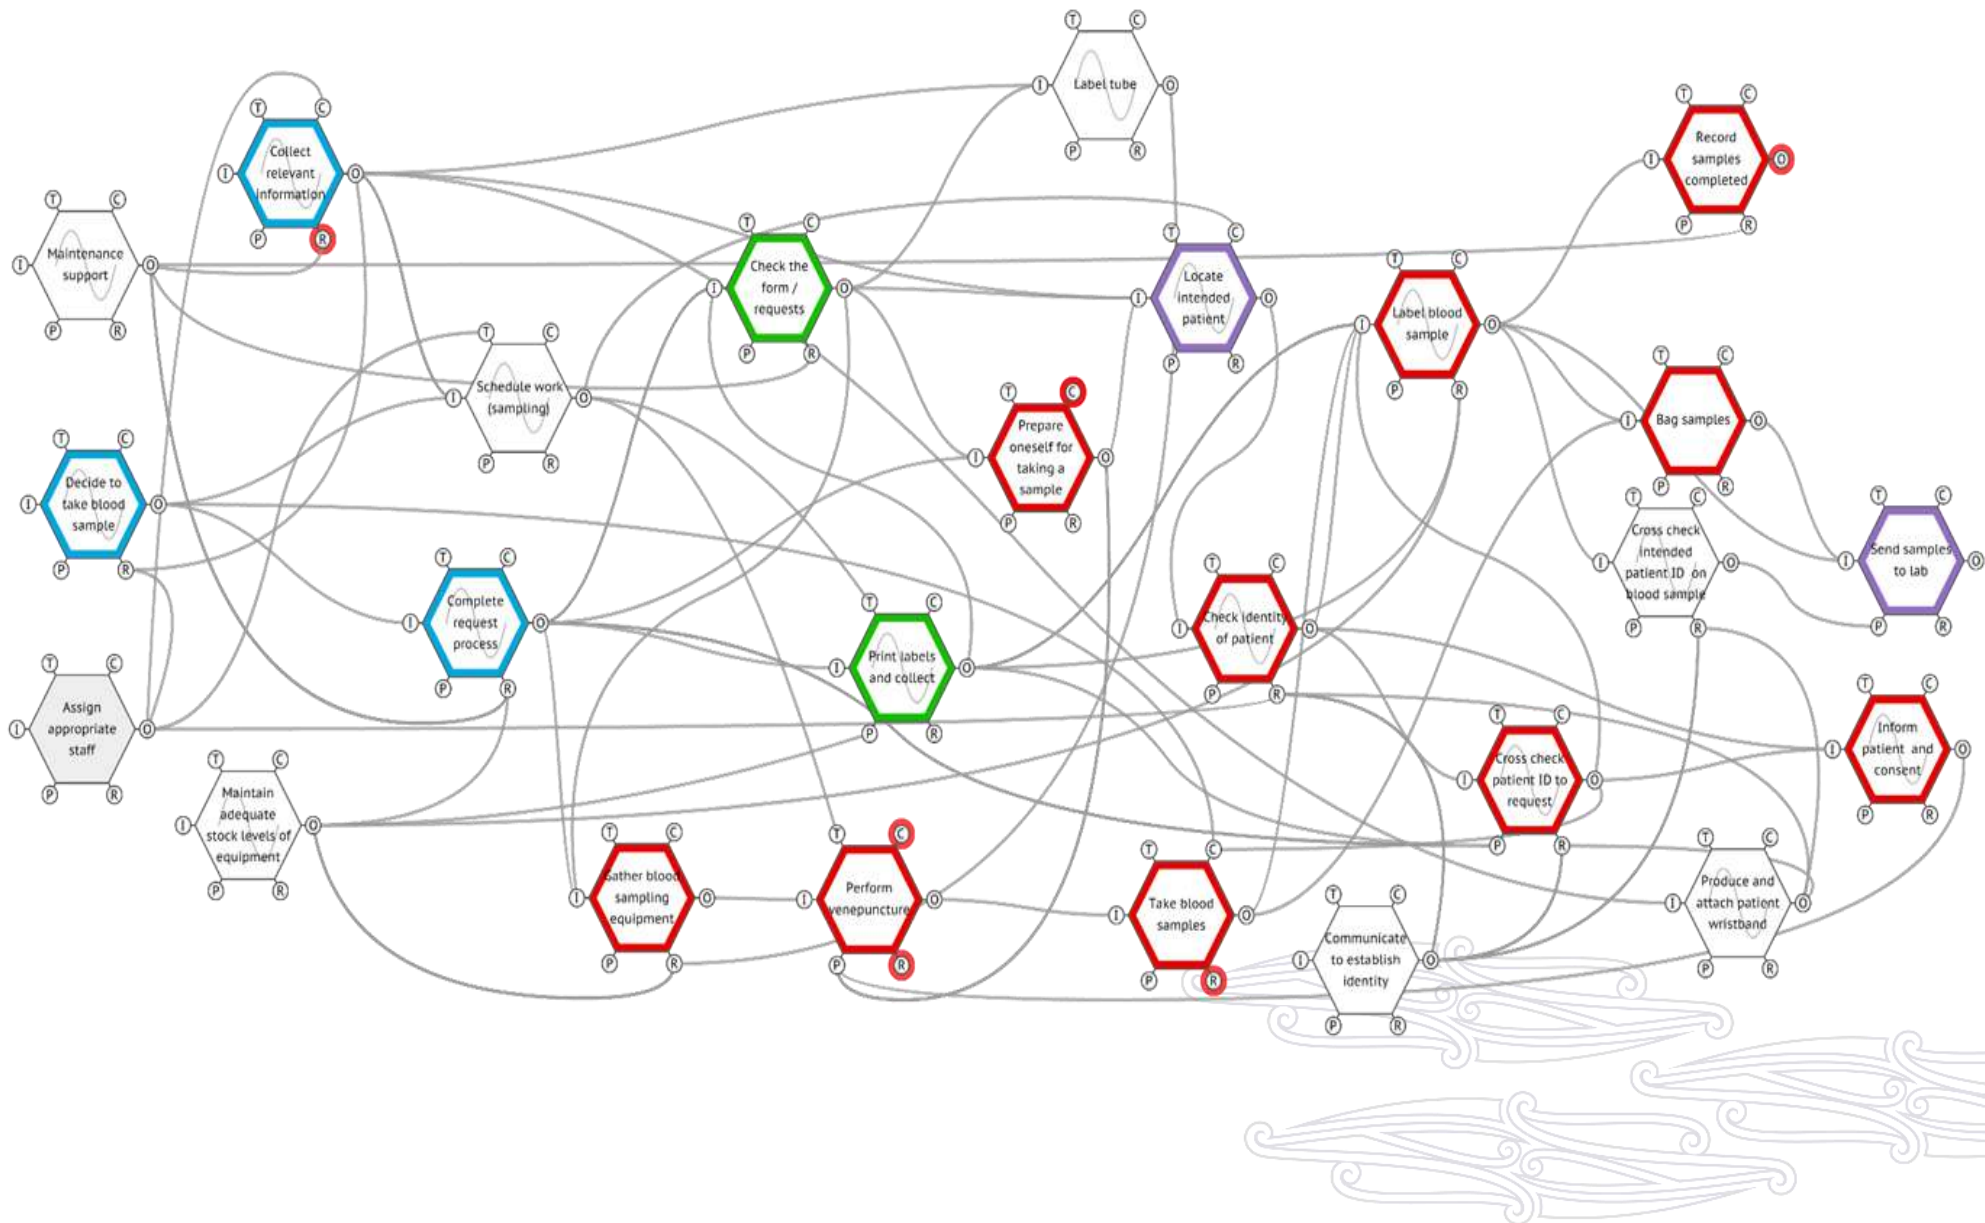 T C
Label tube
I O
P R
T C
Record
samples
completed
I O
P R
T C
Collect
relevant
information
I O
P R
T C
Maintenance
support
I O
P R
T C
Check the
form /
requests
I O
P R
T C
Locate
intended
patient
I O
P R
T C
Label blood
sample
I O
P R
T C
Schedule work
(sampling)
I O
P R
T C
Bag samples
I O
P R
T C
Prepare
oneself for
taking a
sample
I O
P R
T C
Decide to
take blood
sample
I O
P R
T C
Cross check
intended
patient ID on
blood sample
I O
P R
T C
Send samples
to lab
I O
P R
T C
Complete
request
process
I O
P R
T C
Check identity
of patient
I O
P R
T C
Print labels
and collect
I O
P R
T C
Assign
appropriate
staff
I O
P R
T C
Inform
patient and
consent
I O
P R
T C
Cross check
patient ID to
request
I O
P R
T C
Maintain
adequate
stock levels of
equipment
I O
P R
T C
Gather blood
sampling
equipment
I O
P R
T C
Perform
venepuncture
I O
P R
T C
Take blood
samples
I O
P R
T C
Communicate
to establish
identity
I O
P R
T C
Produce and
attach patient
wristband
I O
P R